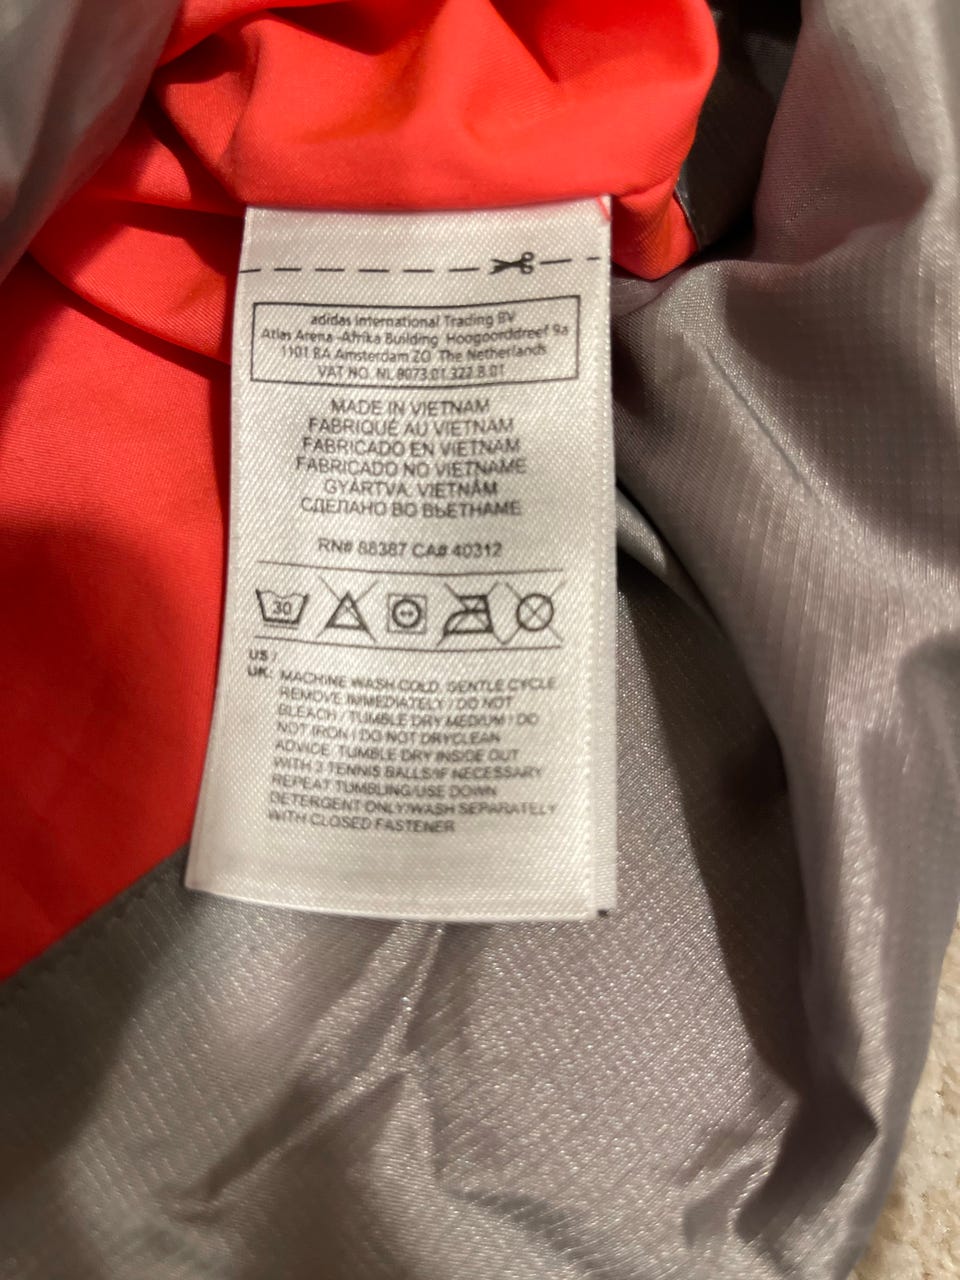 adidas International Trading BV
Atlas Arena -Afrika Building Hoogoorddreef 9a
1101 BA Amsterdam ZO The Netherlands
VAT NO. NL 8073.01.322.B.01
MADE IN VIETNAM
FABRIQUÉ AU VIETNAM
FABRICADO EN VIETNAM
FABRICADO NO VIETNAME
GYÁRTVA: VIETNÁM
СДЕЛАНО ВО ВЬЕТНАМЕ
RN# 88387 CA# 40312
30
US /
UK: MACHINE WASH COLD, GENTLE CYCLE
REMOVE IMMEDIATELY / DO NOT
BLEACH / TUMBLE DRY MEDIUM / DO
NOT IRON / DO NOT DRYCLEAN
ADVICE: TUMBLE DRY INSIDE OUT
WITH 3 TENNIS BALLS/IF NECESSARY
REPEAT TUMBLING/USE DOWN
DETERGENT ONLY/WASH SEPARATELY
WITH CLOSED FASTENER